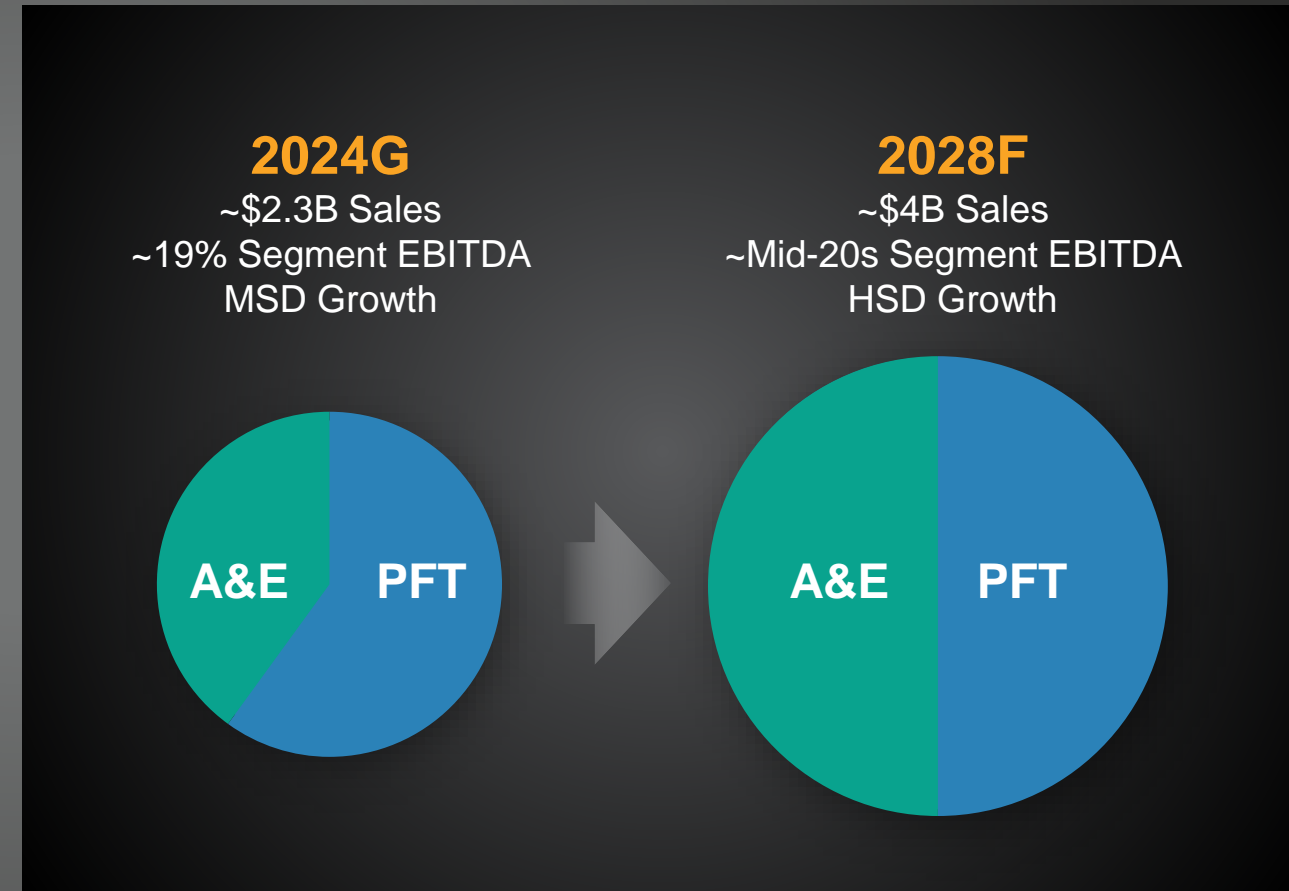 2024G
~$2.3B Sales
~19% Segment EBITDA
MSD Growth
A&E
PFT
2028F
~$4B Sales
~Mid-20s Segment EBITDA
HSD Growth
A&E
PFT